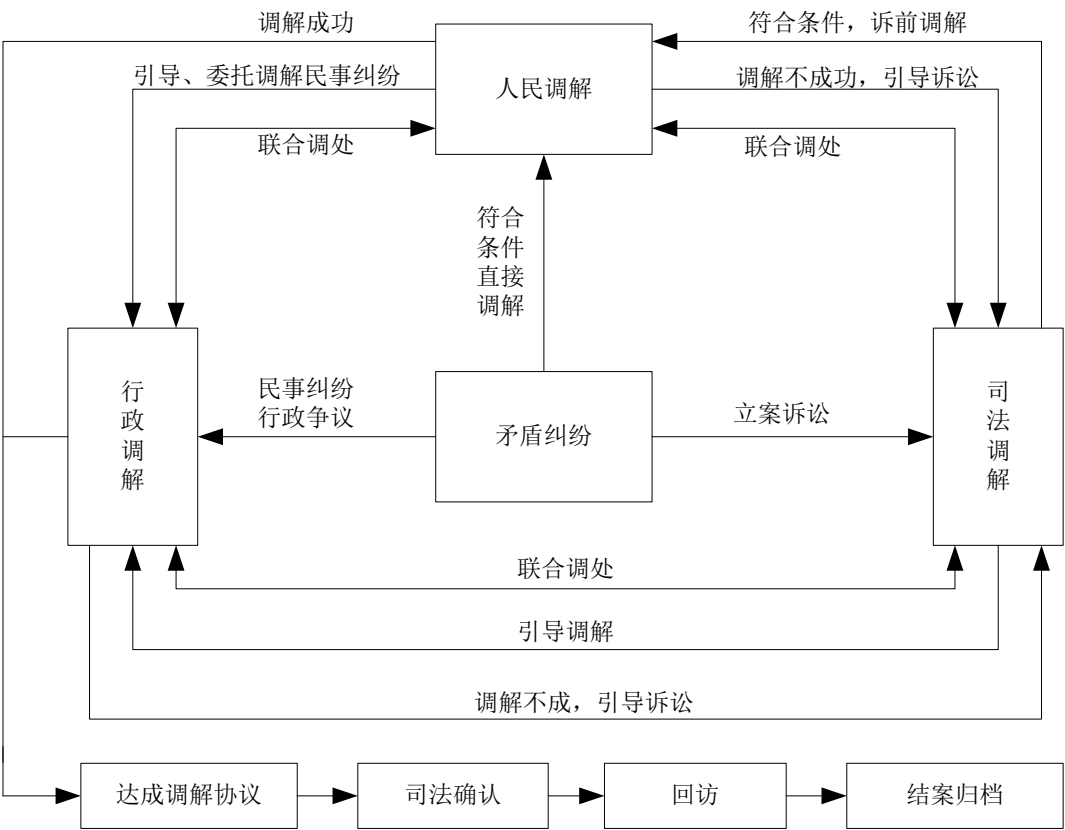 调解成功
符合条件，诉前调解
引导、委托调解民事纠纷
人民调解
调解不成功，引导诉讼
联合调处
联合调处
符合
条件
直接
调解
行
政
调
解
民事纠纷
行政争议
矛盾纠纷
立案诉讼
司
法
调
解
联合调处
引导调解
调解不成，引导诉讼
达成调解协议
司法确认
回访
结案归档